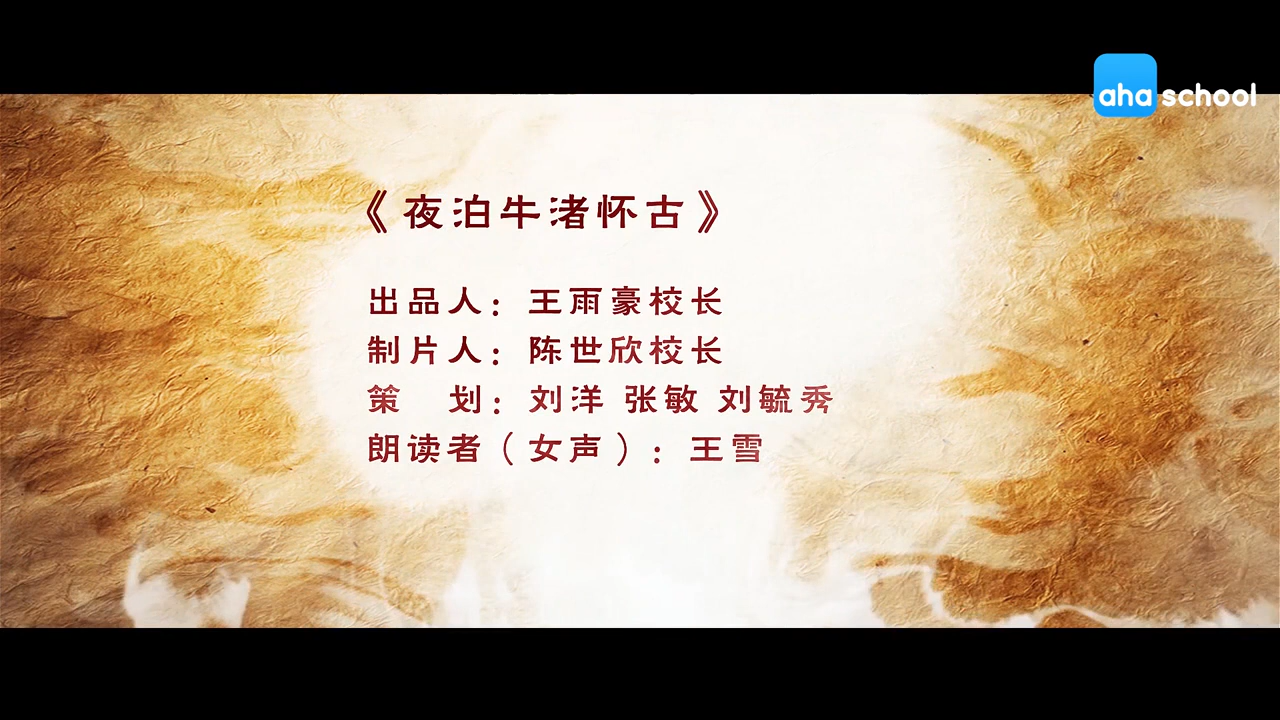 aha school
《夜泊牛渚怀古》
出品人：王雨豪校长
制片人：陈世欣校长
策　划：刘洋 张敏 刘毓秀
朗读者（女声）：王雪